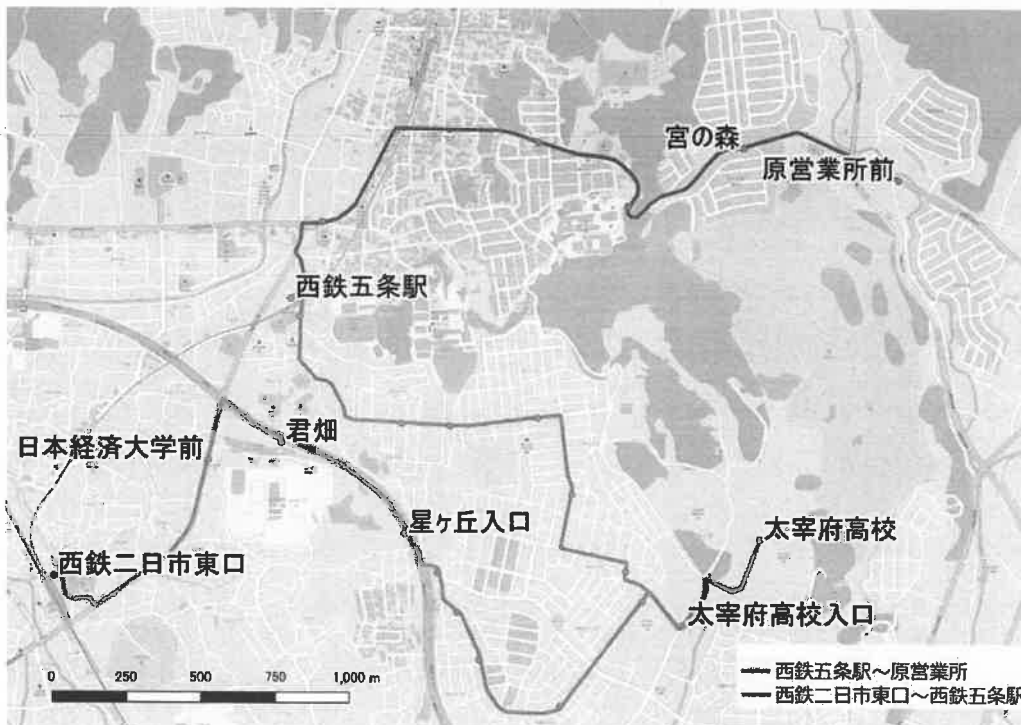 宮の森
原営業所前
西鉄五条駅
君畑
日本経済大学前
星ヶ丘入口
太宰府高校
西鉄二日市東口
太宰府高校入口
0 250 500 750 1,000 m
西鉄五条駅～原営業所
西鉄二日市東口～西鉄五条駅